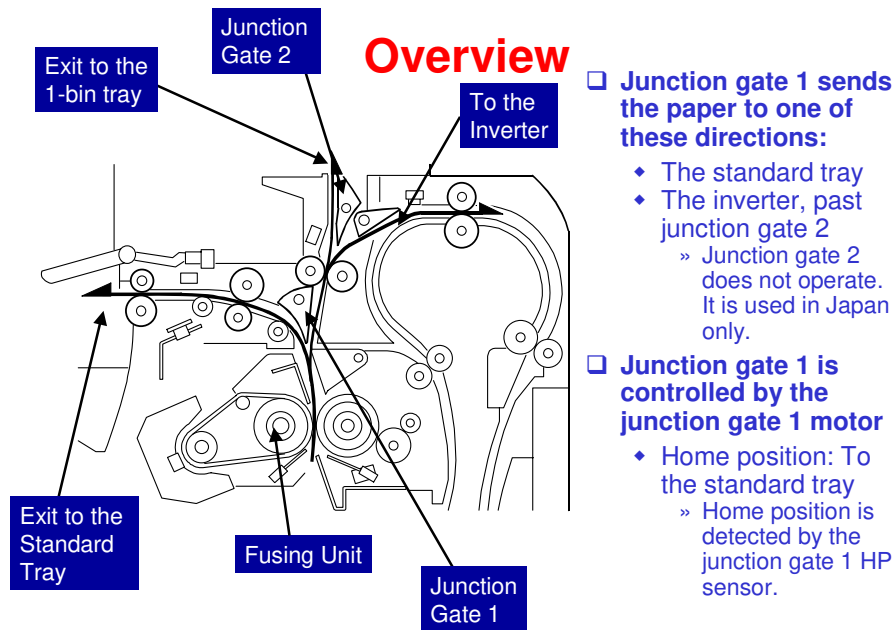 Overview
Junction
Gate 2
Exit to the
1-bin tray
To the
Inverter
Exit to the
Standard
Tray
Fusing Unit
Junction
Gate 1
❑ Junction gate 1 sends
the paper to one of
these directions:
◆ The standard tray
◆ The inverter, past
junction gate 2
» Junction gate 2
does not operate.
It is used in Japan
only.
❑ Junction gate 1 is
controlled by the
junction gate 1 motor
◆ Home position: To
the standard tray
» Home position is
detected by the
junction gate 1 HP
sensor.